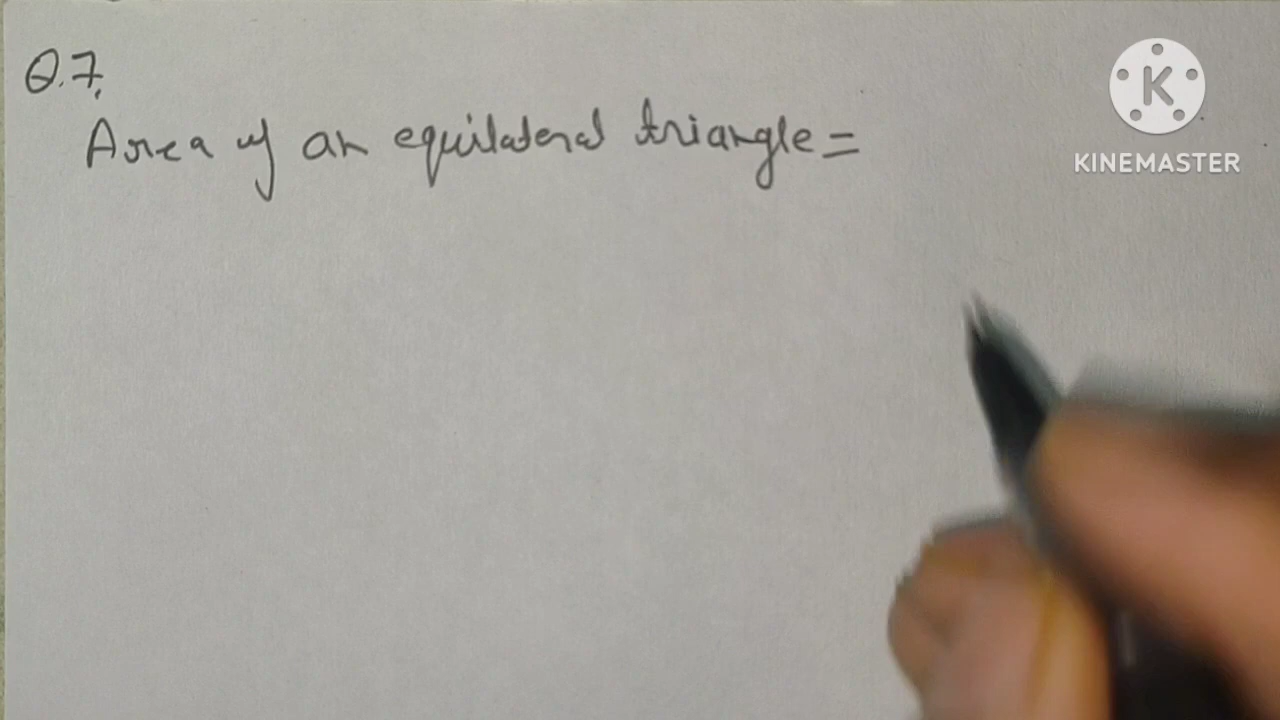 Q.7.
Area of an equilateral triangle =
K
KINEMASTER